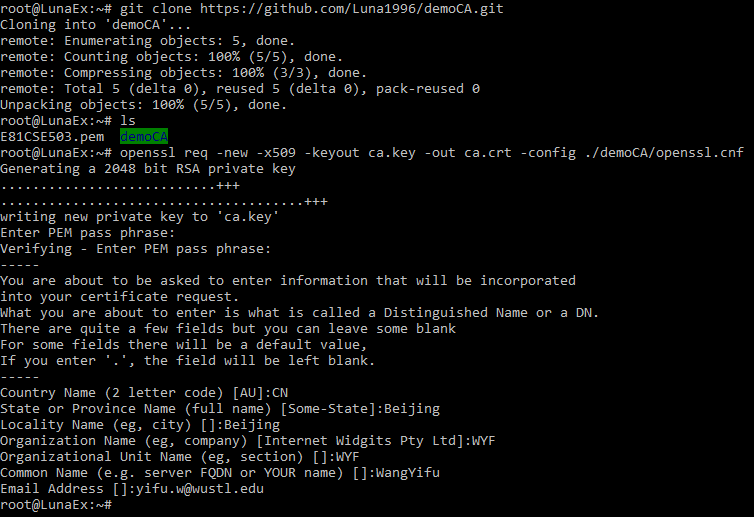 root@LunaEx:~# git clone https://github.com/Luna1996/demoCA.git
Cloning into 'demoCA'...
remote: Enumerating objects: 5, done.
remote: Counting objects: 100% (5/5), done.
remote: Compressing objects: 100% (3/3), done.
remote: Total 5 (delta 0), reused 5 (delta 0), pack-reused 0
Unpacking objects: 100% (5/5), done.
root@LunaEx:~# ls
E81CSE503.pem  demoCA
root@LunaEx:~# openssl req -new -x509 -keyout ca.key -out ca.crt -config ./demoCA/openssl.cnf
Generating a 2048 bit RSA private key
...........................+++
......................................+++
writing new private key to 'ca.key'
Enter PEM pass phrase:
Verifying - Enter PEM pass phrase:
-----
You are about to be asked to enter information that will be incorporated
into your certificate request.
What you are about to enter is what is called a Distinguished Name or a DN.
There are quite a few fields but you can leave some blank
For some fields there will be a default value,
If you enter '.', the field will be left blank.
-----
Country Name (2 letter code) [AU]:CN
State or Province Name (full name) [Some-State]:Beijing
Locality Name (eg, city) []:Beijing
Organization Name (eg, company) [Internet Widgits Pty Ltd]:WYF
Organizational Unit Name (eg, section) []:WYF
Common Name (e.g. server FQDN or YOUR name) []:WangYifu
Email Address []:yifu.w@wustl.edu
root@LunaEx:~#